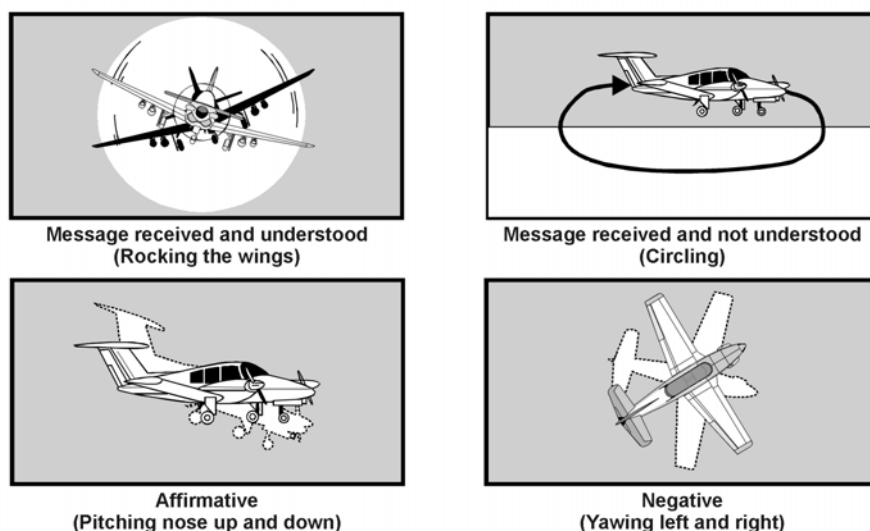 Message received and understood
(Rocking the wings)
Message received and not understood
(Circling)
Affirmative
(Pitching nose up and down)
Negative
(Yawing left and right)